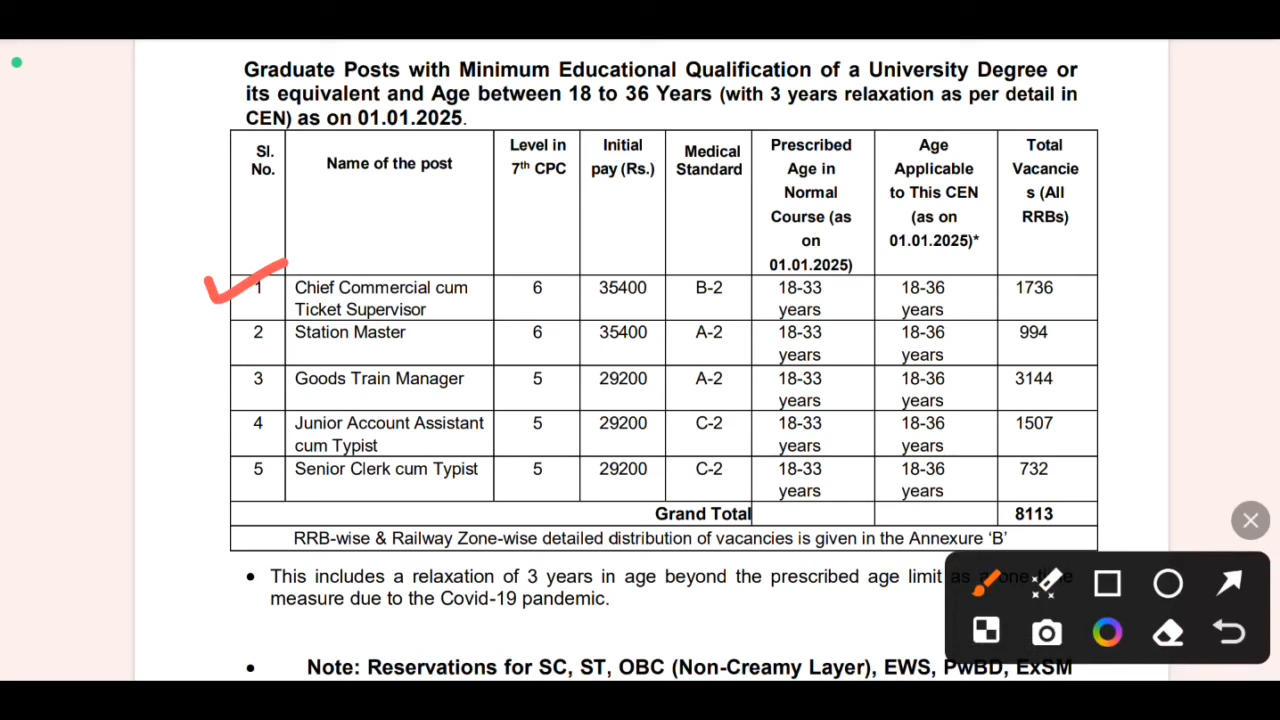 Graduate Posts with Minimum Educational Qualification of a University Degree or
its equivalent and Age between 18 to 36 Years (with 3 years relaxation as per detail in
CEN) as on 01.01.2025.
Sl. No. Name of the post Level in 7th CPC Initial pay (Rs.) Medical Standard Prescribed Age in Normal Course (as on 01.01.2025) Age Applicable to This CEN (as on 01.01.2025)* Total Vacancie s (All RRBs)
1 Chief Commercial cum Ticket Supervisor 6 35400 B-2 18-33 years 18-36 years 1736
2 Station Master 6 35400 A-2 18-33 years 18-36 years 994
3 Goods Train Manager 5 29200 A-2 18-33 years 18-36 years 3144
4 Junior Account Assistant cum Typist 5 29200 C-2 18-33 years 18-36 years 1507
5 Senior Clerk cum Typist 5 29200 C-2 18-33 years 18-36 years 732
Grand Total 8113
RRB-wise & Railway Zone-wise detailed distribution of vacancies is given in the Annexure ‘B’
• This includes a relaxation of 3 years in age beyond the prescribed age limit as a one time
measure due to the Covid-19 pandemic.
• Note: Reservations for SC, ST, OBC (Non-Creamy Layer), EWS, PwBD, ExSM